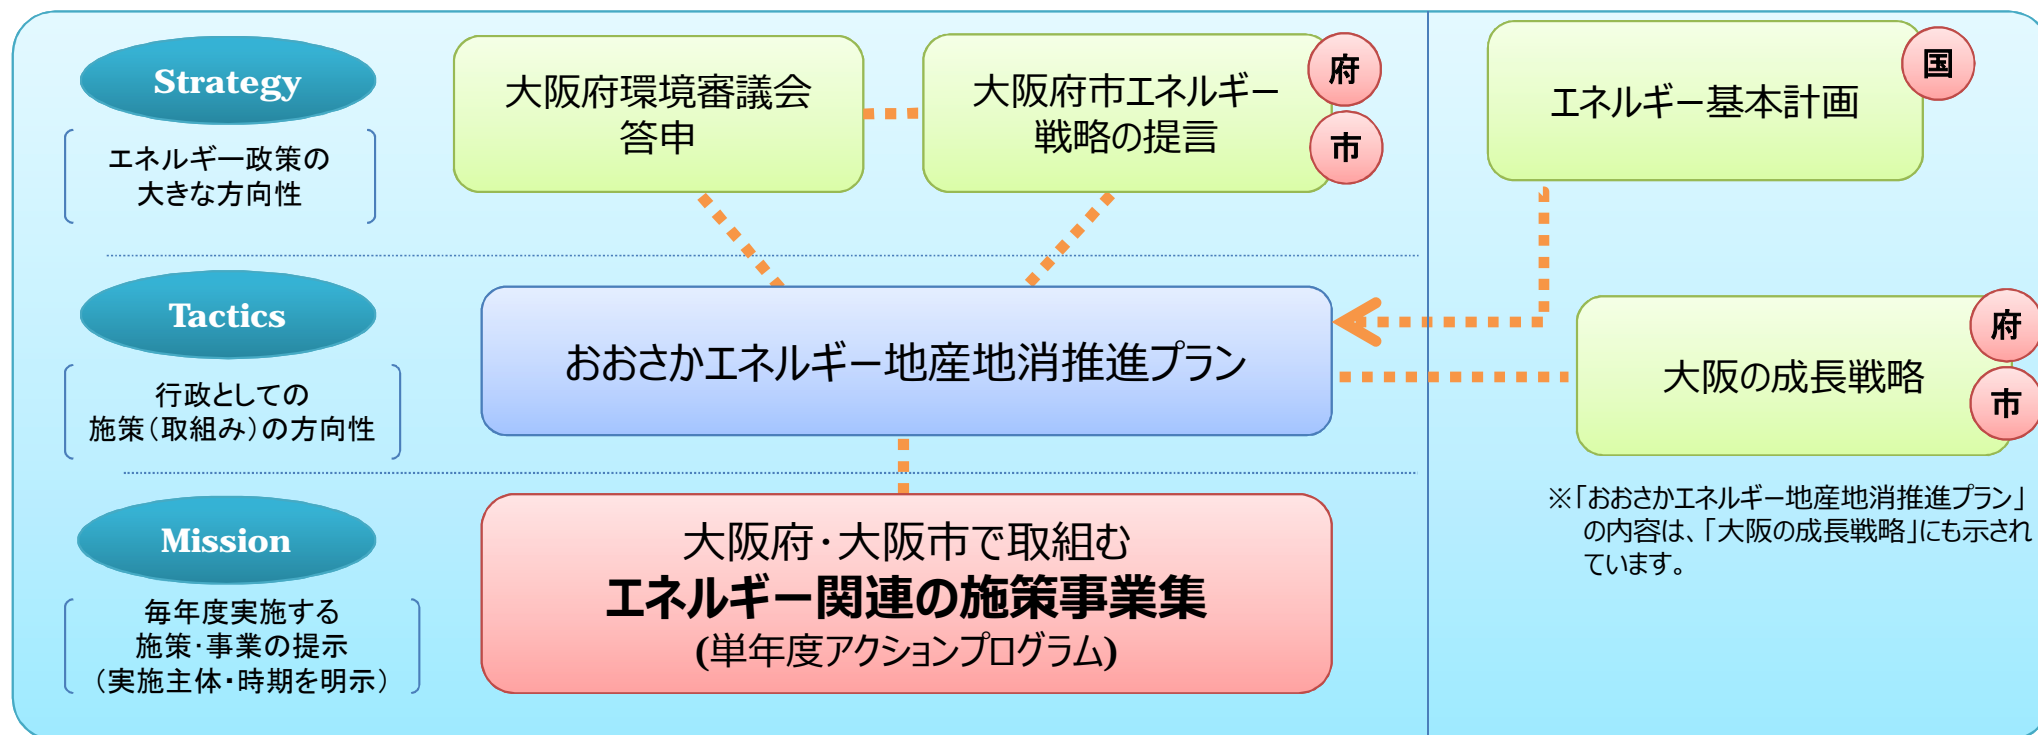 Strategy
エネルギー政策の
大きな方向性
大阪府環境審議会
答申
大阪府市エネルギー
戦略の提言
府
市
エネルギー基本計画
国
Tactics
行政としての
施策(取組み)の方向性
おおさかエネルギー地産地消推進プラン
大阪の成長戦略
府
市
※「おおさかエネルギー地産地消推進プラン」
の内容は、「大阪の成長戦略」にも示され
ています。
Mission
毎年度実施する
施策・事業の提示
(実施主体・時期を明示)
大阪府・大阪市で取組む
エネルギー関連の施策事業集
(単年度アクションプログラム)